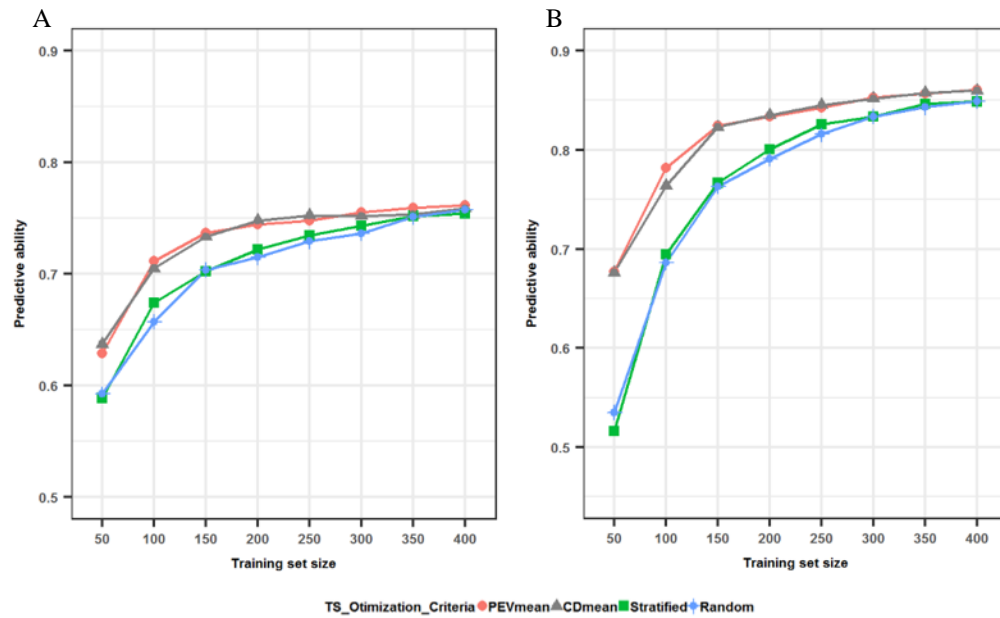 A
B
0.9
0.8
0.7
0.6
0.5
Predictive ability
50 100 150 200 250 300 350 400
Training set size
0.9
0.8
0.7
0.6
0.5
Predictive ability
50 100 150 200 250 300 350 400
Training set size
TS_Otimization_Criteria PEVmean CDmean Stratified Random